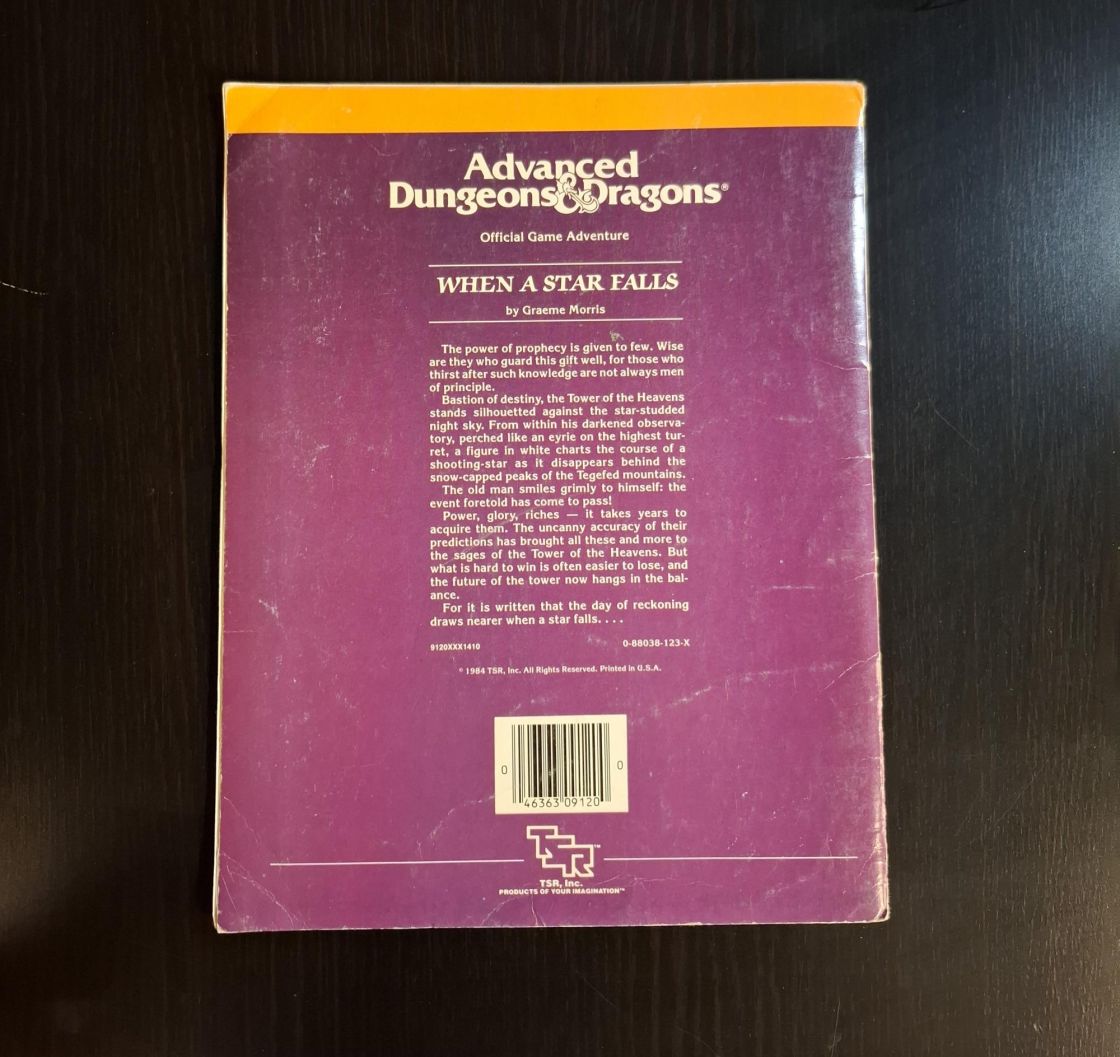 Advanced
Dungeons & Dragons®
Official Game Adventure
WHEN A STAR FALLS
by Graeme Morris
The power of prophecy is given to few. Wise
are they who guard this gift well, for those who
thirst after such knowledge are not always men
of principle.
Bastion of destiny, the Tower of the Heavens
stands silhouetted against the star-studded
night sky. From within his darkened observa-
tory, perched like an eyrie on the highest tur-
ret, a figure in white charts the course of a
shooting-star as it disappears behind the
snow-capped peaks of the Tegefed mountains.
The old man smiles grimly to himself: the
event foretold has come to pass!
Power, glory, riches — it takes years to
acquire them. The uncanny accuracy of their
predictions has brought all these and more to
the sages of the Tower of the Heavens. But
what is hard to win is often easier to lose, and
the future of the tower now hangs in the bal-
ance.
For it is written that the day of reckoning
draws nearer when a star falls. . . .
9120XXX1410 0-88038-123-X
© 1984 TSR, Inc. All Rights Reserved. Printed in U.S.A.
0 46363 09120 0
TSR™
TSR, Inc.
PRODUCTS OF YOUR IMAGINATION™